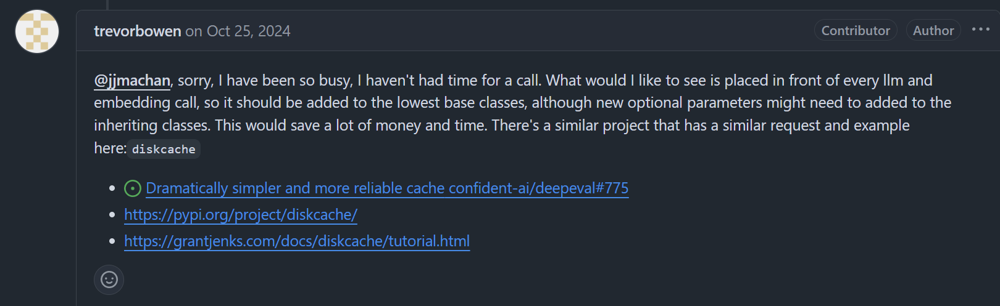 trevorbowen on Oct 25, 2024
Contributor
Author
@jjmachan, sorry, I have been so busy, I haven't had time for a call. What would I like to see is placed in front of every llm and
embedding call, so it should be added to the lowest base classes, although new optional parameters might need to added to the
inheriting classes. This would save a lot of money and time. There's a similar project that has a similar request and example
here: diskcache
Dramatically simpler and more reliable cache confident-ai/deepeval#775
https://pypi.org/project/diskcache/
https://grantjenks.com/docs/diskcache/tutorial.html